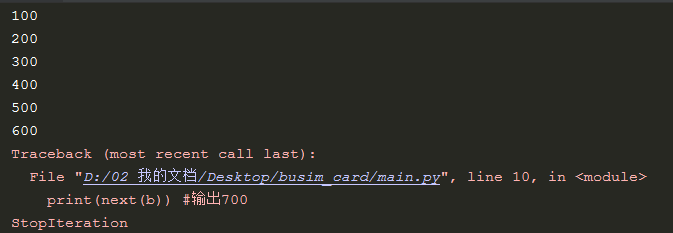 100
200
300
400
500
600
Traceback (most recent call last):
  File "D:/02 我的文档/Desktop/busim_card/main.py", line 10, in <module>
    print(next(b)) #输出700
StopIteration